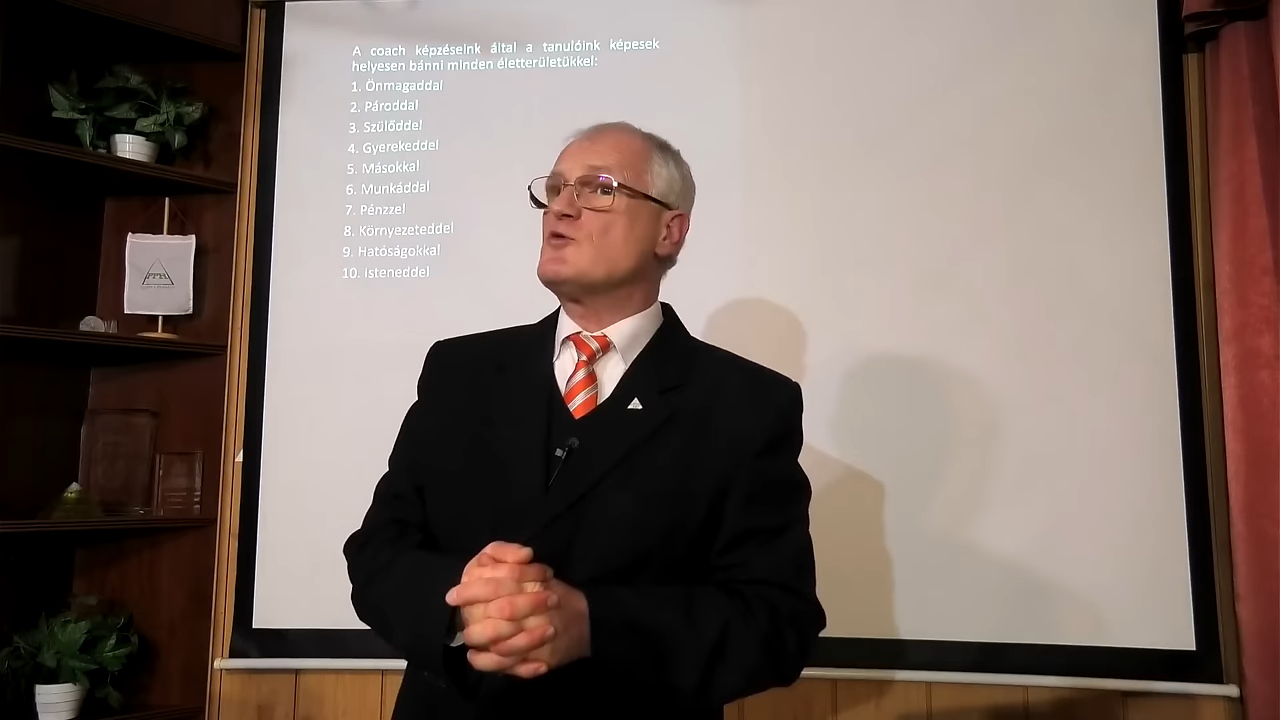 A coach képzéseink által a tanulóink képesek
helyesen bánni minden életterületükkel:
1. Önmagaddal
2. Pároddal
3. Szülőddel
4. Gyerekeddel
5. Másokkal
6. Munkáddal
7. Pénzzel
8. Környezeteddel
9. Hatóságokkal
10. Isteneddel